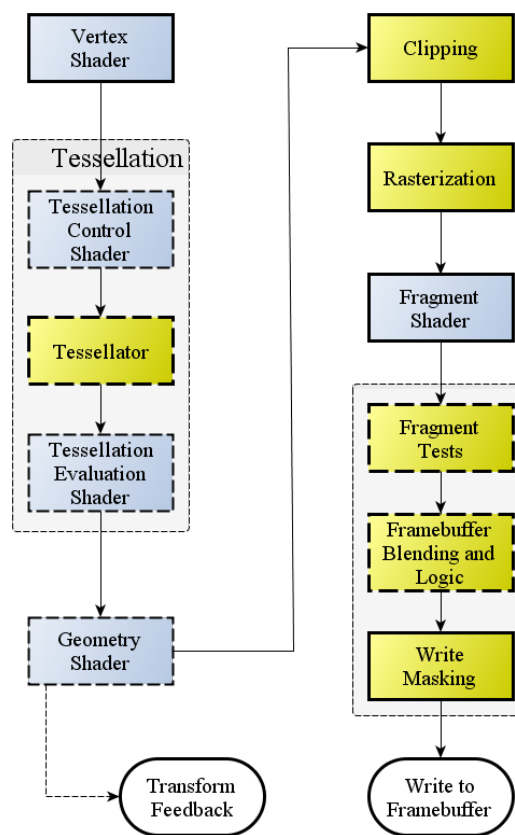 Vertex
Shader
Tessellation
Tessellation
Control
Shader
Tessellator
Tessellation
Evaluation
Shader
Geometry
Shader
Transform
Feedback
Clipping
Rasterization
Fragment
Shader
Fragment
Tests
Framebuffer
Blending and
Logic
Write
Masking
Write to
Framebuffer